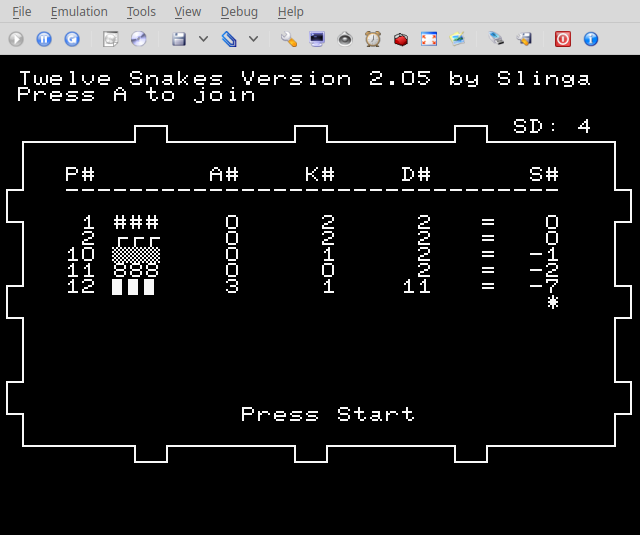 File Emulation Tools View Debug Help
Twelve Snakes Version 2.05 by Slinga
Press A to join
SD: 4
P# A# K# D# S#
1 ### 0 2 2 = 0
2 ┌┌┌ 0 2 2 = 0
10 ▒▒▒ 0 1 2 = -1
11 888 0 0 2 = -2
12 ▮▮▮ 3 1 11 = -7
*
Press Start